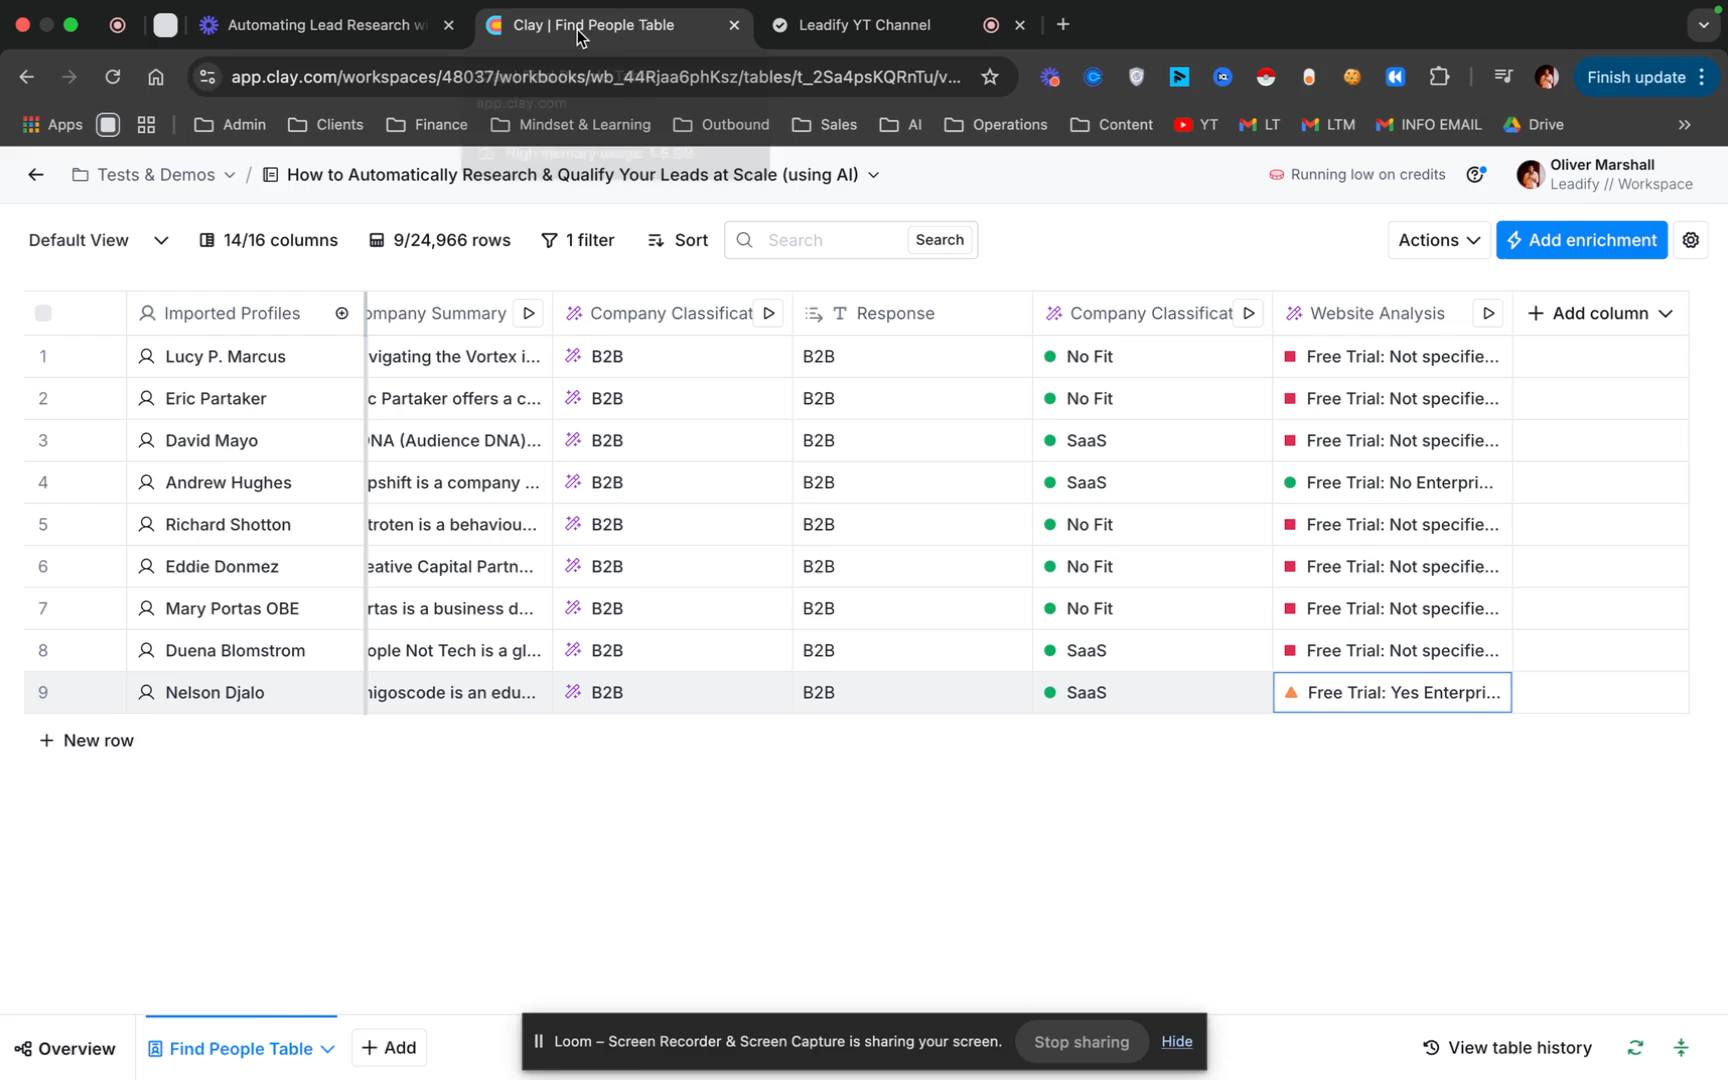 Automating Lead Research wi
Clay | Find People Table
Leadify YT Channel
app.clay.com/workspaces/48037/workbooks/wb_44Rjaa6phKsz/tables/t_2Sa4psKQRnTu/v...
Finish update
app.clay.com
Apps
Admin
Clients
Finance
Mindset & Learning
Outbound
Sales
AI
Operations
Content
YT
LT
LTM
INFO EMAIL
Drive
Tests & Demos / How to Automatically Research & Qualify Your Leads at Scale (using AI)
Running low on credits
Oliver Marshall
Leadify // Workspace
Default View
14/16 columns
9/24,966 rows
1 filter
Sort
Search
Search
Actions
Add enrichment
Imported Profiles ompany Summary Company Classificat Response Company Classificat Website Analysis + Add column
1 Lucy P. Marcus vigating the Vortex i... B2B B2B No Fit Free Trial: Not specifie...
2 Eric Partaker c Partaker offers a c... B2B B2B No Fit Free Trial: Not specifie...
3 David Mayo NA (Audience DNA)... B2B B2B SaaS Free Trial: Not specifie...
4 Andrew Hughes pshift is a company ... B2B B2B SaaS Free Trial: No Enterpri...
5 Richard Shotton troten is a behaviou... B2B B2B No Fit Free Trial: Not specifie...
6 Eddie Donmez eative Capital Partn... B2B B2B No Fit Free Trial: Not specifie...
7 Mary Portas OBE rtas is a business d... B2B B2B No Fit Free Trial: Not specifie...
8 Duena Blomstrom ople Not Tech is a gl... B2B B2B SaaS Free Trial: Not specifie...
9 Nelson Djalo nigoscode is an edu... B2B B2B SaaS Free Trial: Yes Enterpri...
+ New row
Overview
Find People Table
+ Add
Loom – Screen Recorder & Screen Capture is sharing your screen.
Stop sharing
Hide
View table history